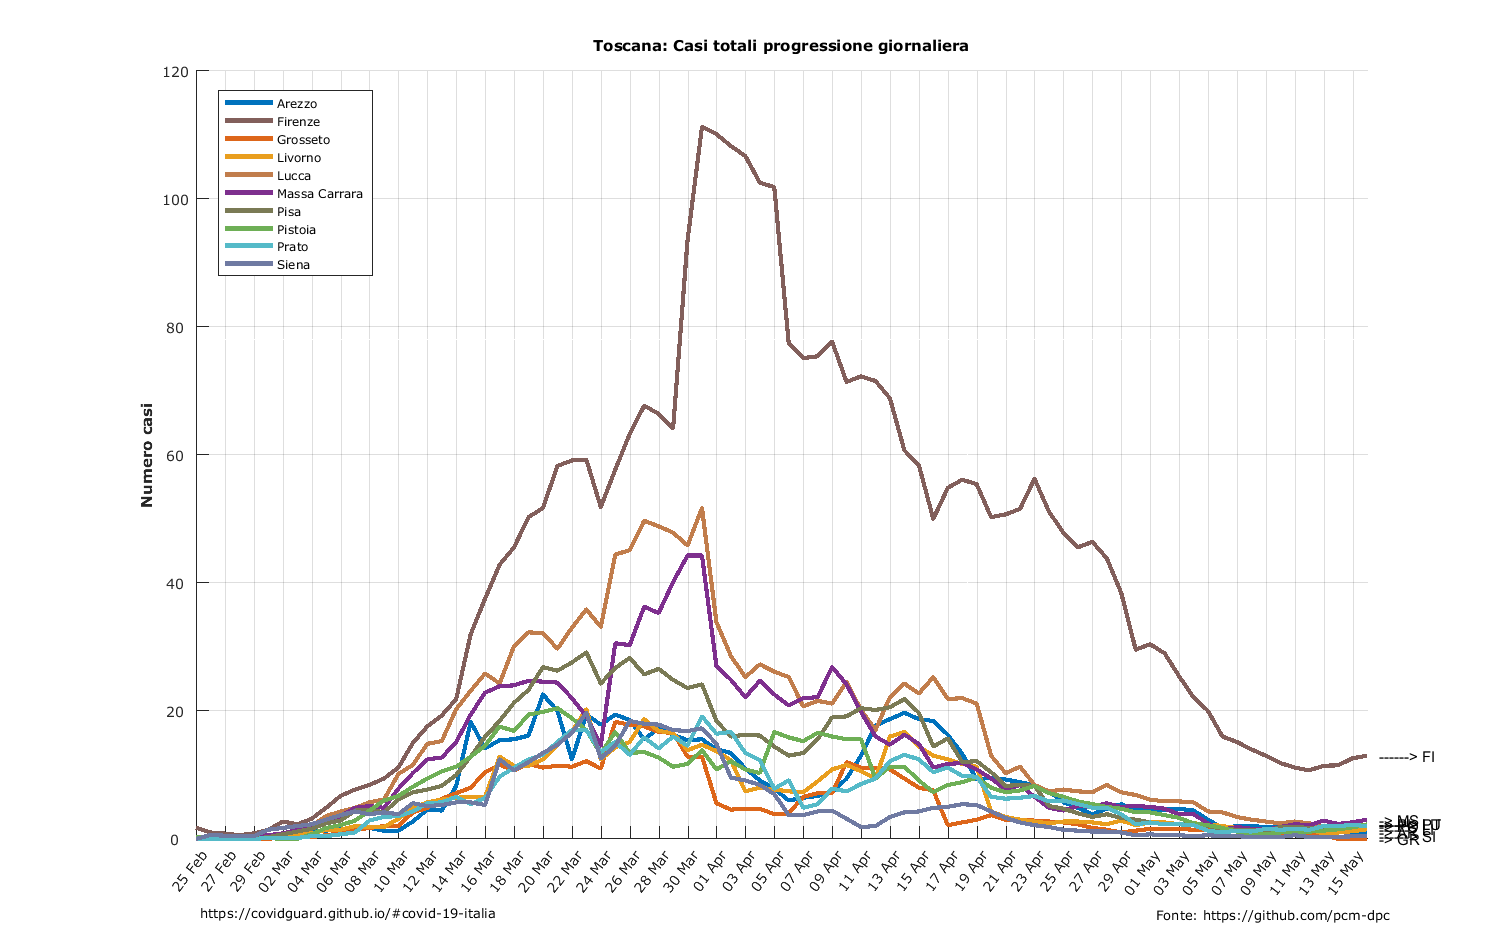 Toscana: Casi totali progressione giornaliera
120
100
80
60
40
20
0
Numero casi
Arezzo
Firenze
Grosseto
Livorno
Lucca
Massa Carrara
Pisa
Pistoia
Prato
Siena
------> FI
-> MS
-> GR
25 Feb
27 Feb
29 Feb
02 Mar
04 Mar
06 Mar
08 Mar
10 Mar
12 Mar
14 Mar
16 Mar
18 Mar
20 Mar
22 Mar
24 Mar
26 Mar
28 Mar
30 Mar
01 Apr
03 Apr
05 Apr
07 Apr
09 Apr
11 Apr
13 Apr
15 Apr
17 Apr
19 Apr
21 Apr
23 Apr
25 Apr
27 Apr
29 Apr
01 May
03 May
05 May
07 May
09 May
11 May
13 May
15 May
https://covidguard.github.io/#covid-19-italia
Fonte: https://github.com/pcm-dpc